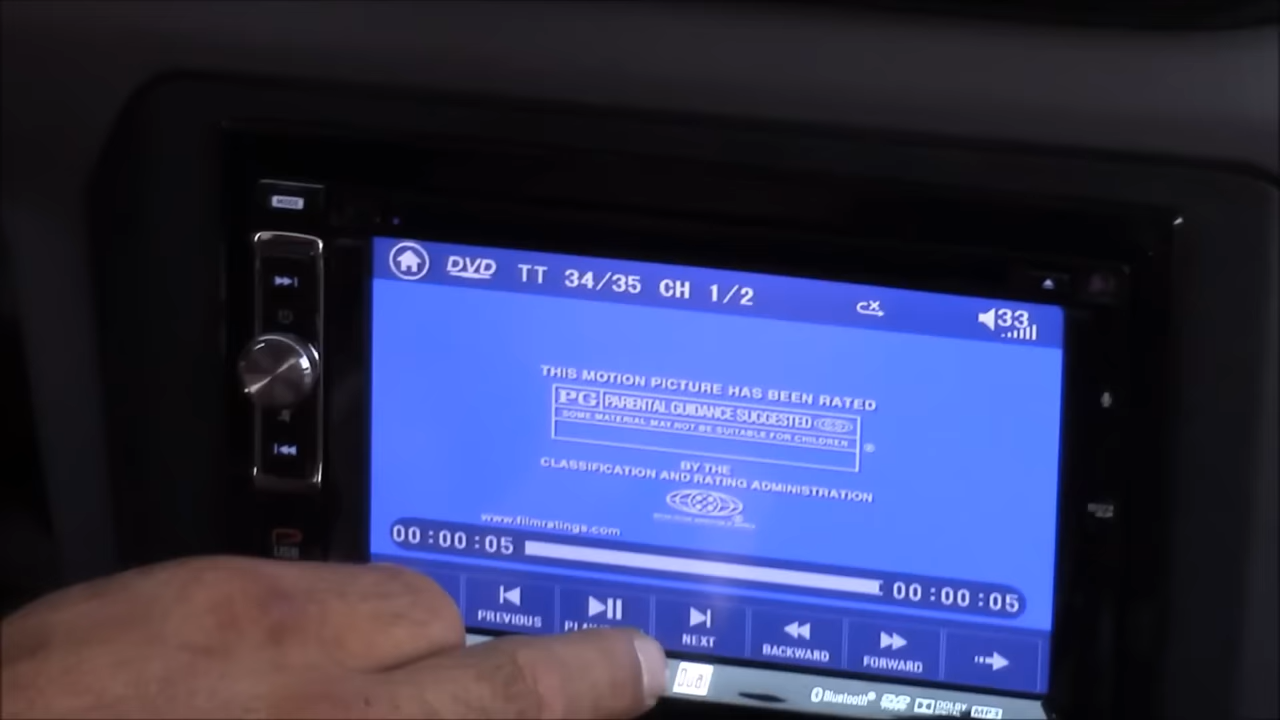 MODE
DVD TT 34/35 CH 1/2 33
THIS MOTION PICTURE HAS BEEN RATED
PG PARENTAL GUIDANCE SUGGESTED
SOME MATERIAL MAY NOT BE SUITABLE FOR CHILDREN
®
BY THE
CLASSIFICATION AND RATING ADMINISTRATION
www.filmratings.com
00:00:05 00:00:05
USB
PREVIOUS NEXT BACKWARD FORWARD
Dual Bluetooth® DVD DOLBY DIGITAL MP3